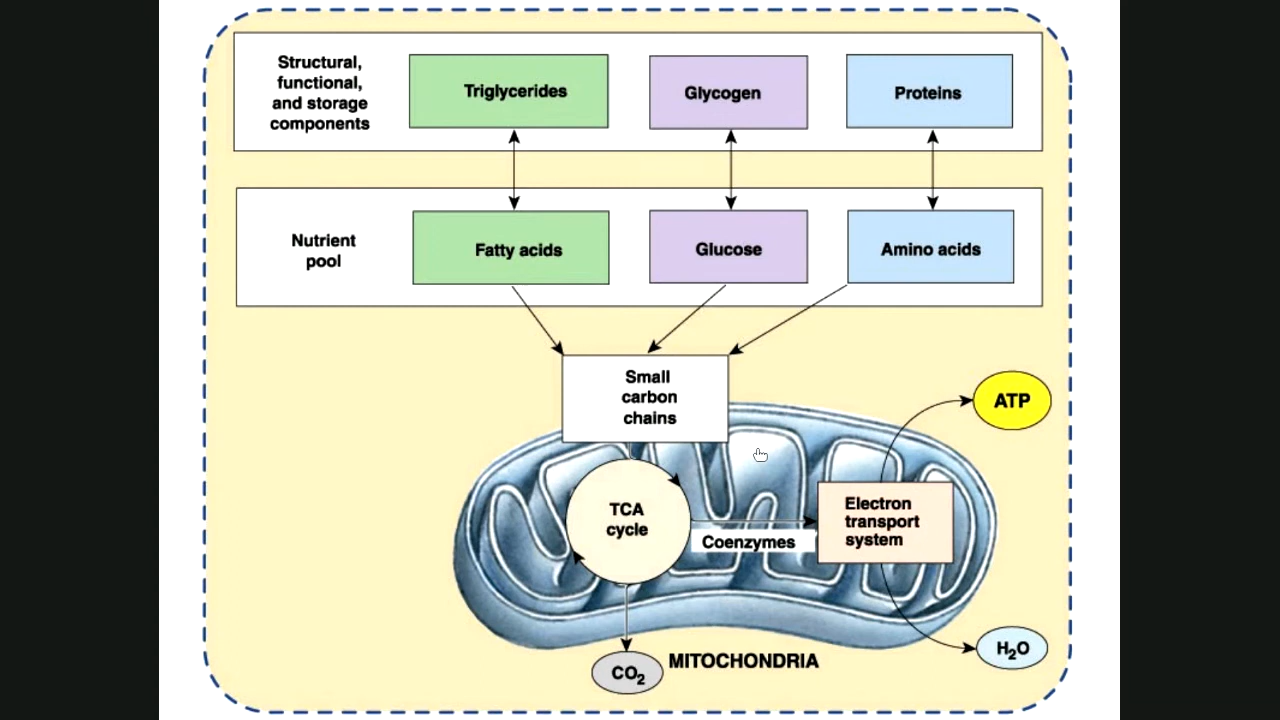 Structural,
functional,
and storage
components
Triglycerides
Glycogen
Proteins
Nutrient
pool
Fatty acids
Glucose
Amino acids
Small
carbon
chains
ATP
TCA
cycle
Coenzymes
Electron
transport
system
CO₂
MITOCHONDRIA
H₂O